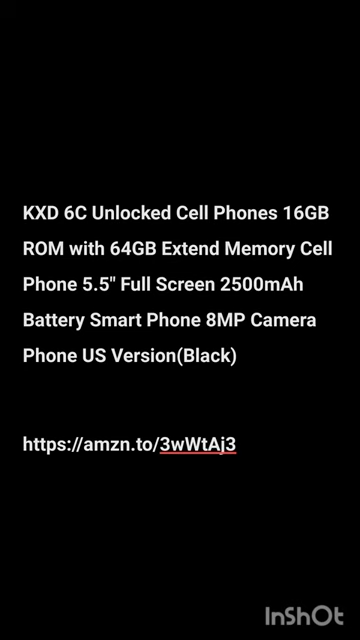 KXD 6C Unlocked Cell Phones 16GB
ROM with 64GB Extend Memory Cell
Phone 5.5" Full Screen 2500mAh
Battery Smart Phone 8MP Camera
Phone US Version(Black)
https://amzn.to/3wWtAj3
InShOt